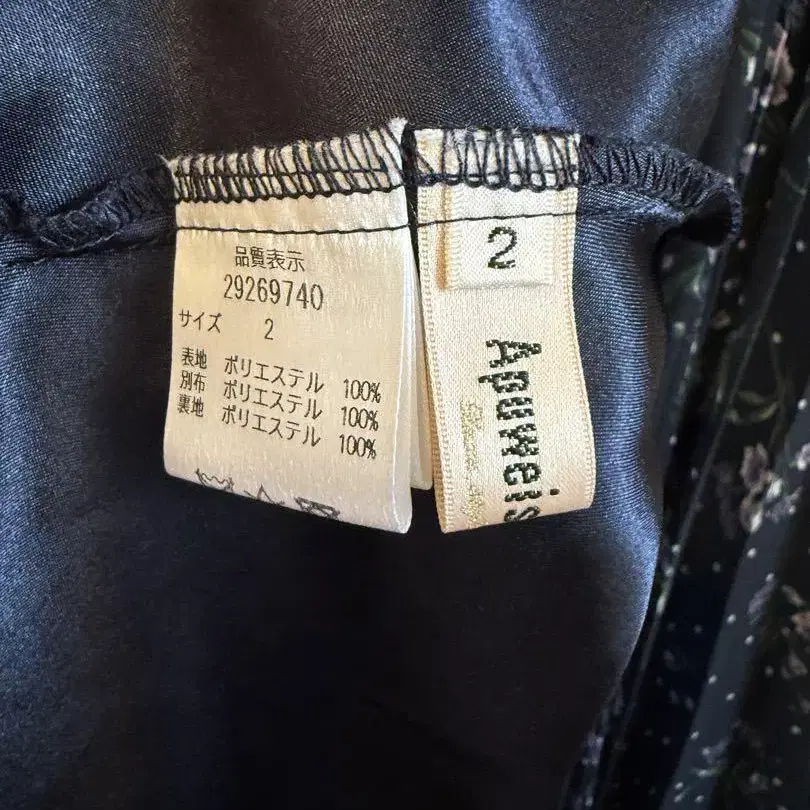 品質表示
29269740
サイズ 2
表地 ポリエステル 100%
別布 ポリエステル 100%
裏地 ポリエステル 100%
2
Apuweis